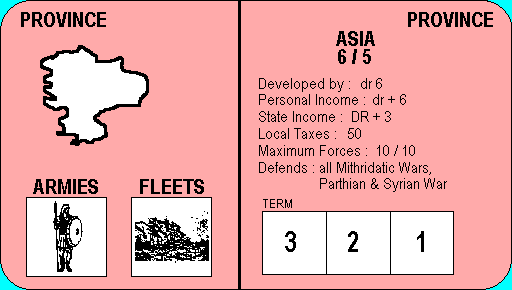 PROVINCE
ARMIES FLEETS
PROVINCE
ASIA
6 / 5
Developed by : dr 6
Personal Income : dr + 6
State Income : DR + 3
Local Taxes : 50
Maximum Forces : 10 / 10
Defends : all Mithridatic Wars,
Parthian & Syrian War
TERM
3 2 1